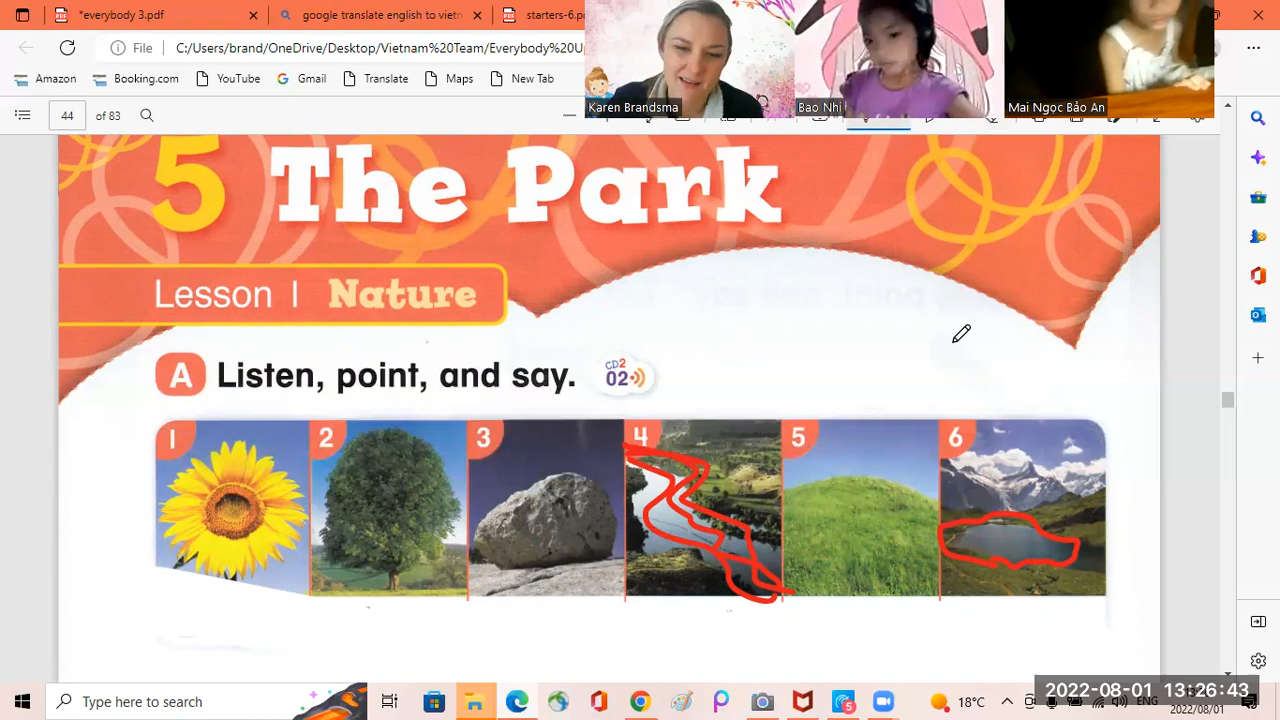 "everybody 3.pdf
google translate english to vietn
starters-6.pd
File
C:/Users/brand/OneDrive/Desktop/Vietnam%20Team/Everybody%20U
Amazon
Booking.com
YouTube
Gmail
Translate
Maps
New Tab
Karen Brandsma
Bao Nhi
Mai Ngọc Bảo An
44 of 83
5 The Park
Lesson 1 Nature
A Listen, point, and say. CD2 02
1
2
3
4
5
6
Type here to search
5
18°C
ENG
2022-08-01 13:26:43
2022/08/01